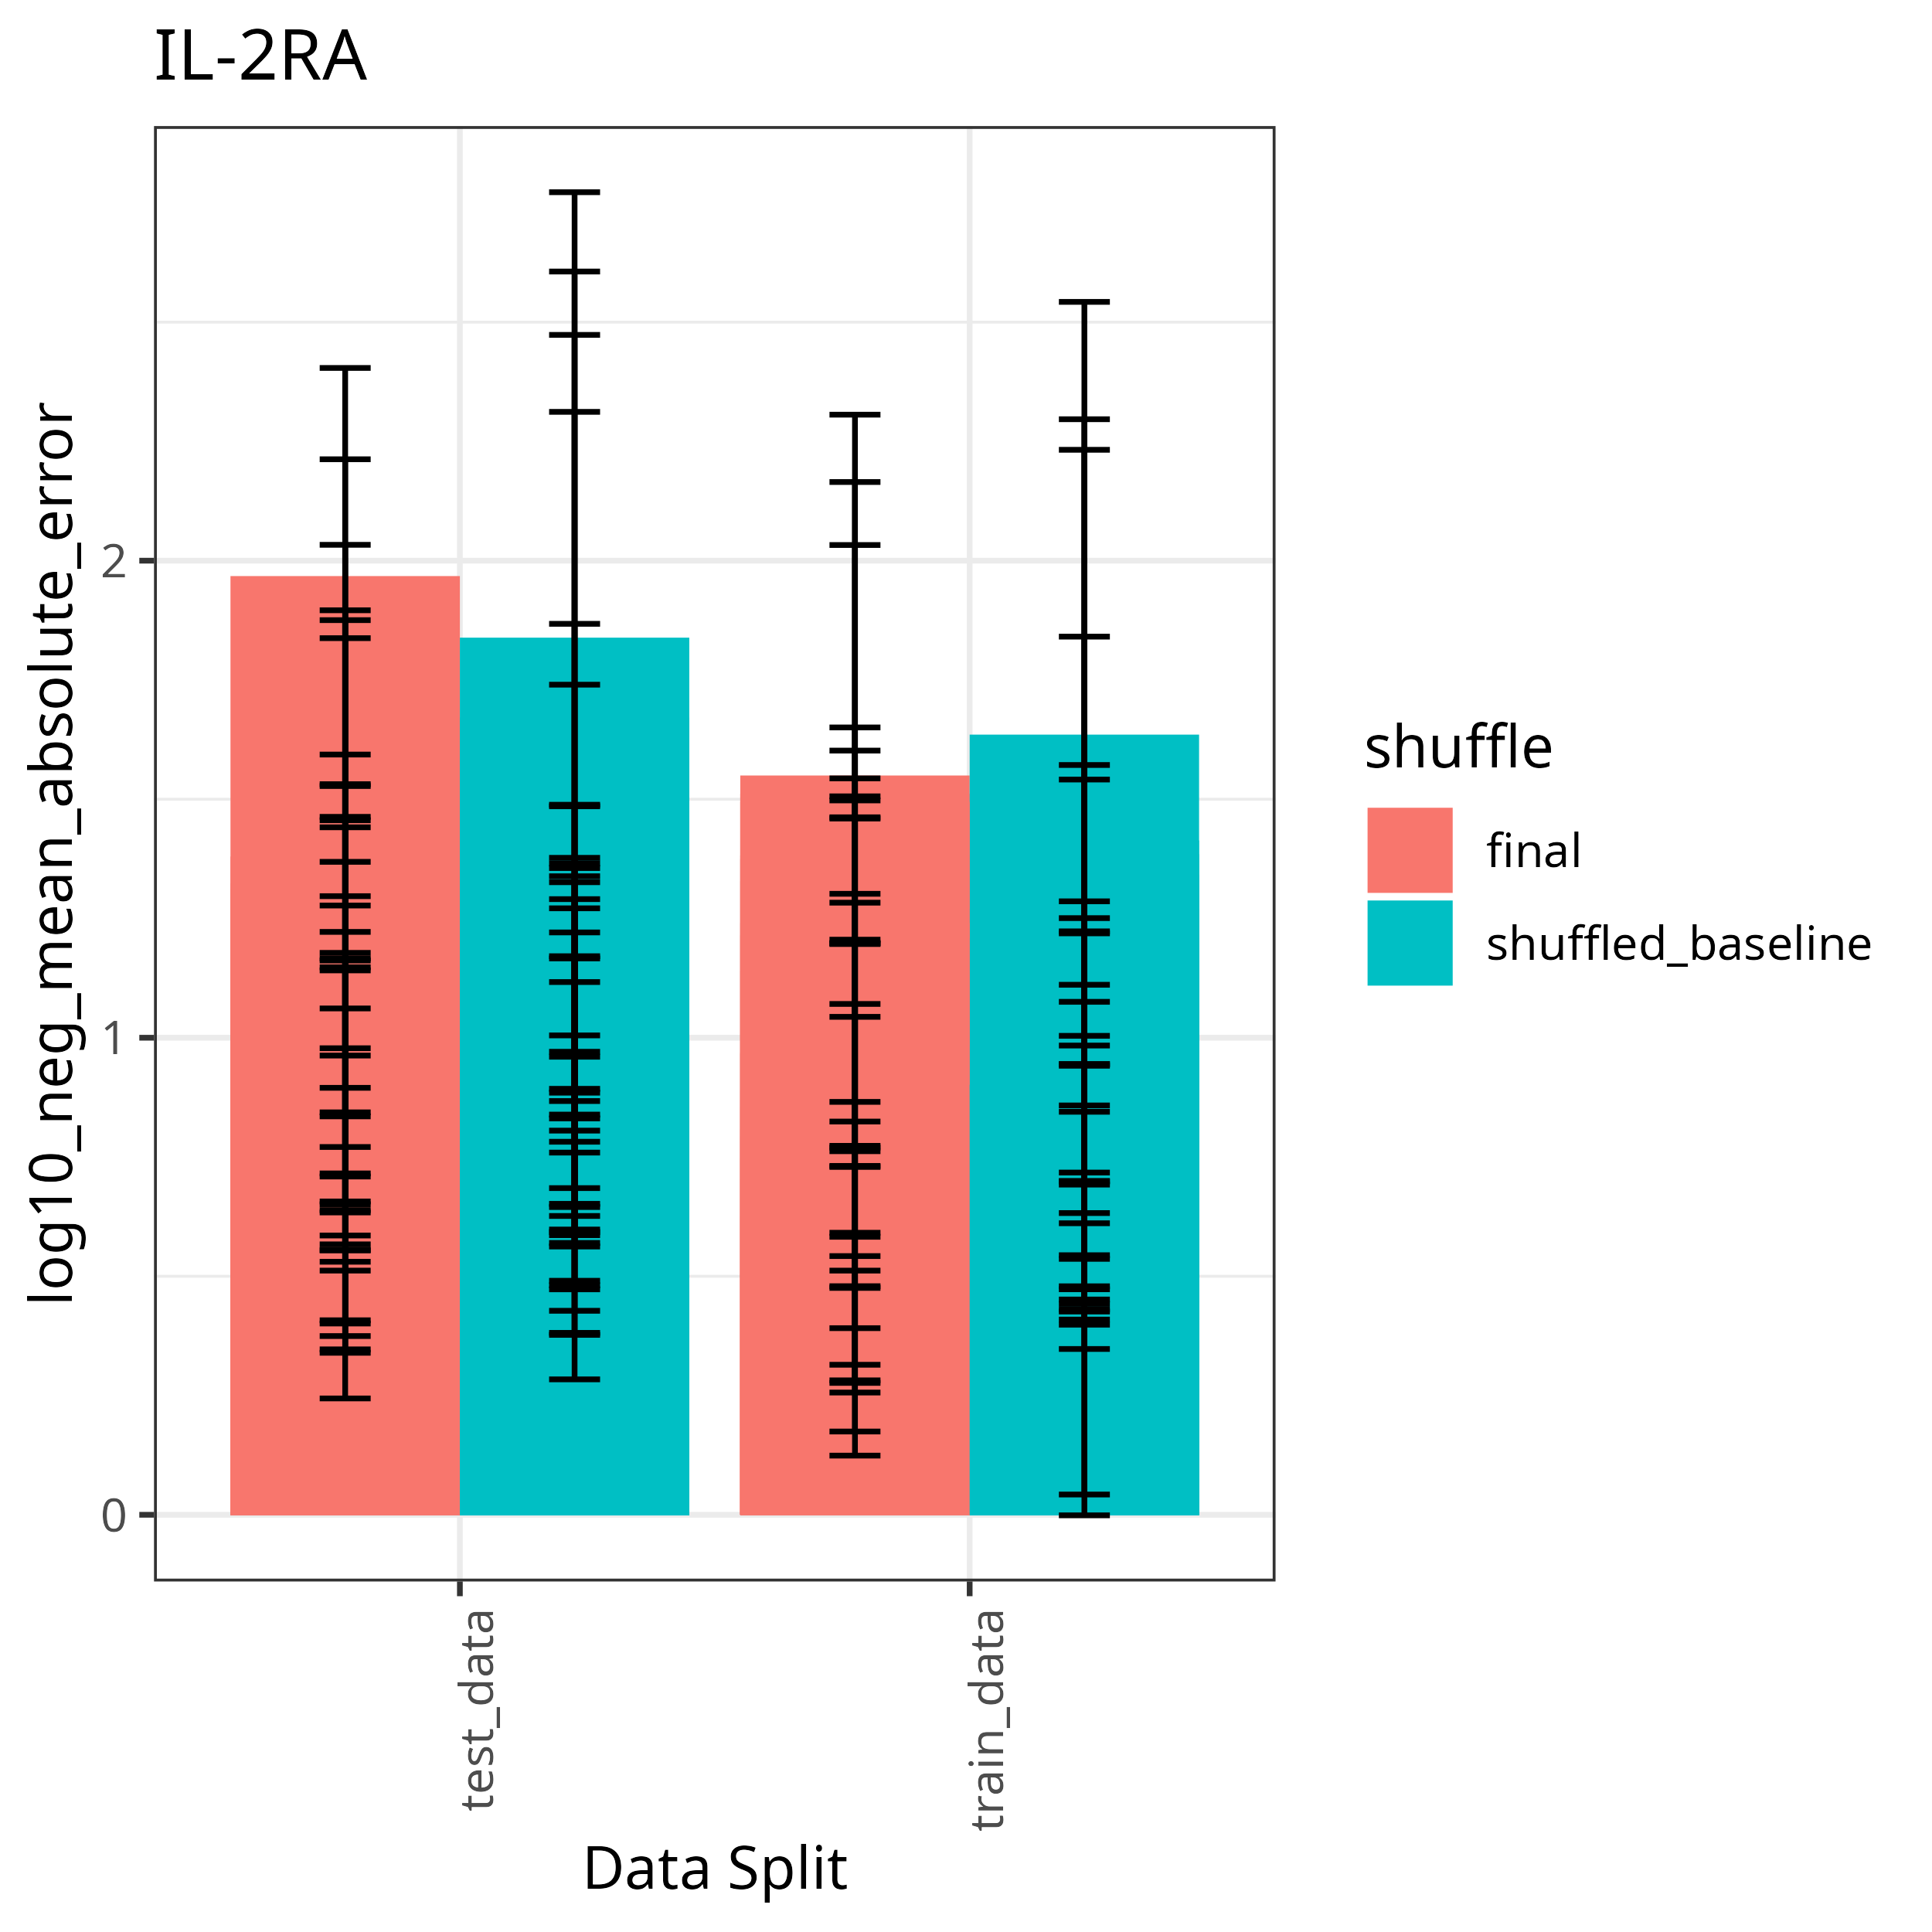 IL-2RA
log10_neg_mean_absolute_error
2
1
0
test_data
train_data
Data Split
shuffle
final
shuffled_baseline